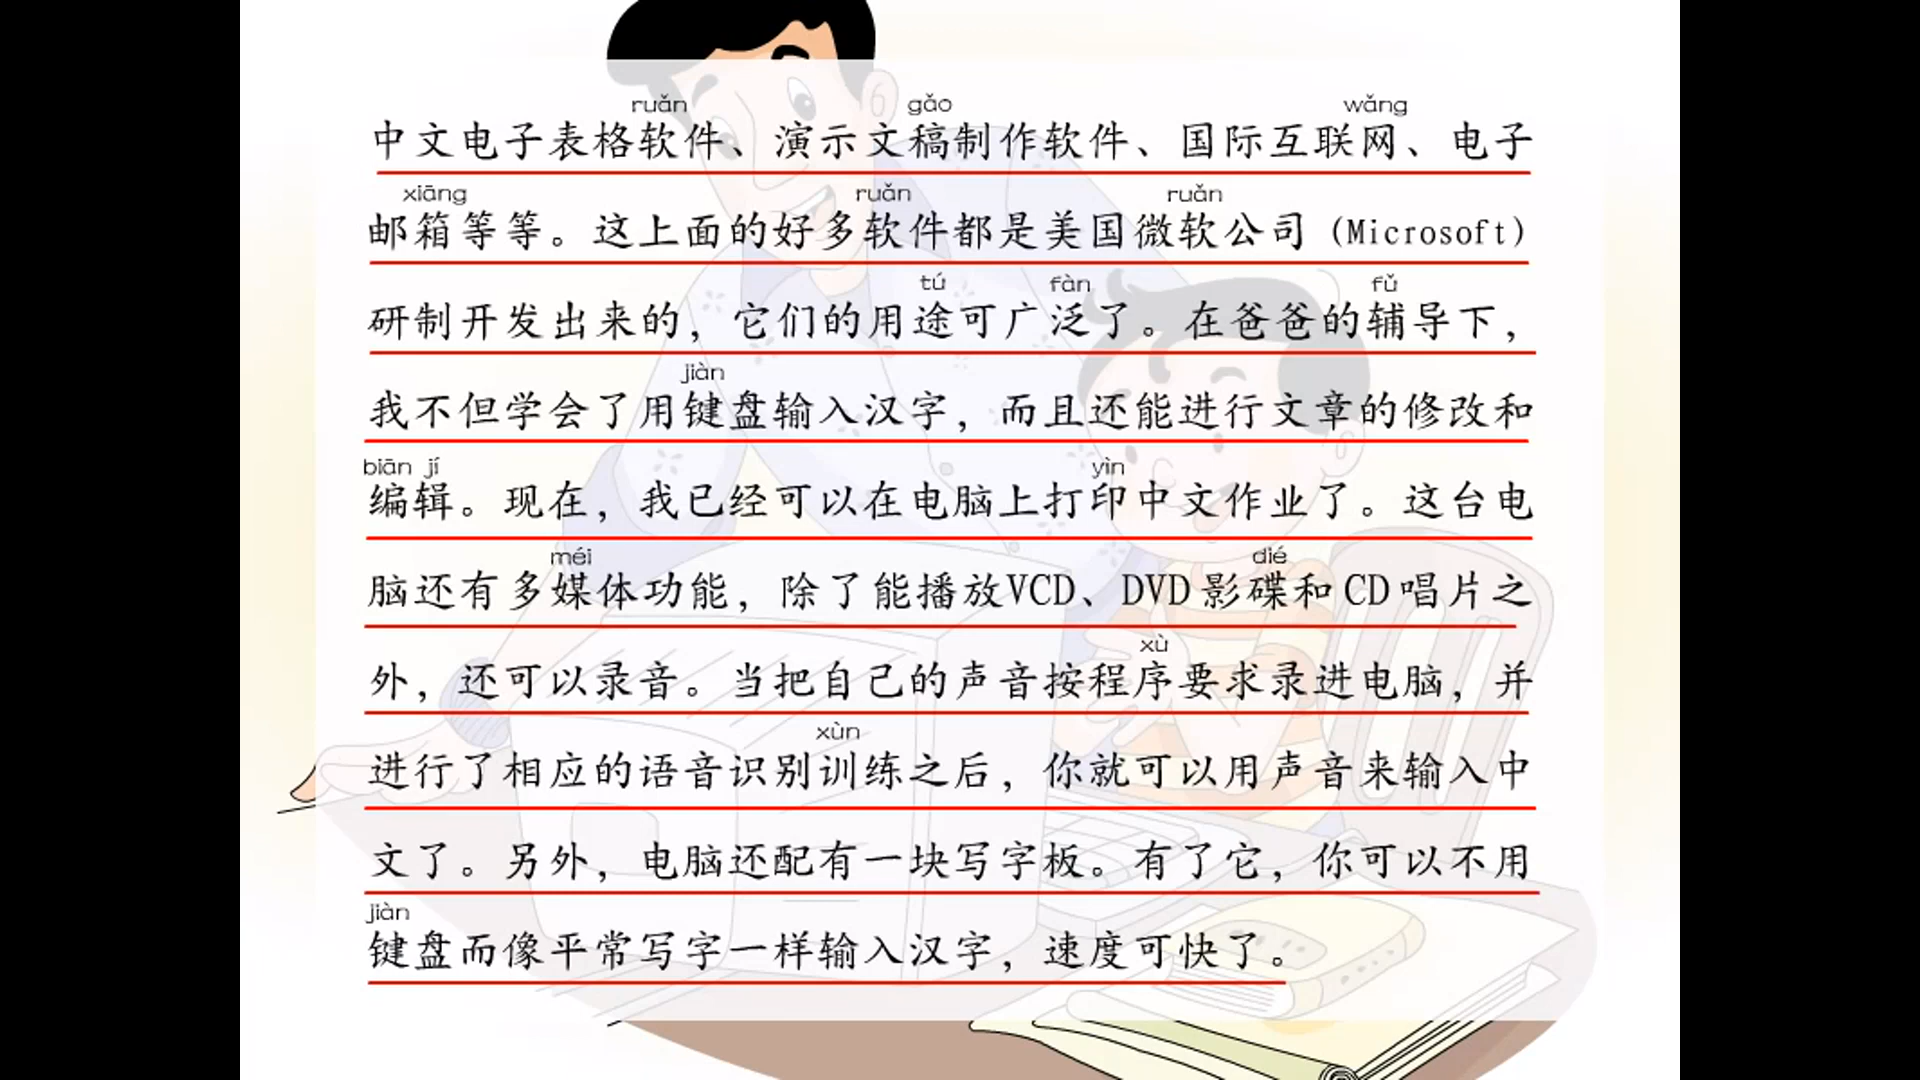 ruǎn gǎo wǎng
中文电子表格软件、演示文稿制作软件、国际互联网、电子
xiāng ruǎn ruǎn
邮箱等等。这上面的好多软件都是美国微软公司(Microsoft)
tú fàn fǔ
研制开发出来的，它们的用途可广泛了。在爸爸的辅导下，
jiàn
我不但学会了用键盘输入汉字，而且还能进行文章的修改和
biān jí yìn
编辑。现在，我已经可以在电脑上打印中文作业了。这台电
méi dié
脑还有多媒体功能，除了能播放VCD、DVD影碟和CD唱片之
xù
外，还可以录音。当把自己的声音按程序要求录进电脑，并
xùn
进行了相应的语音识别训练之后，你就可以用声音来输入中
文了。另外，电脑还配有一块写字板。有了它，你可以不用
jiàn
键盘而像平常写字一样输入汉字，速度可快了。